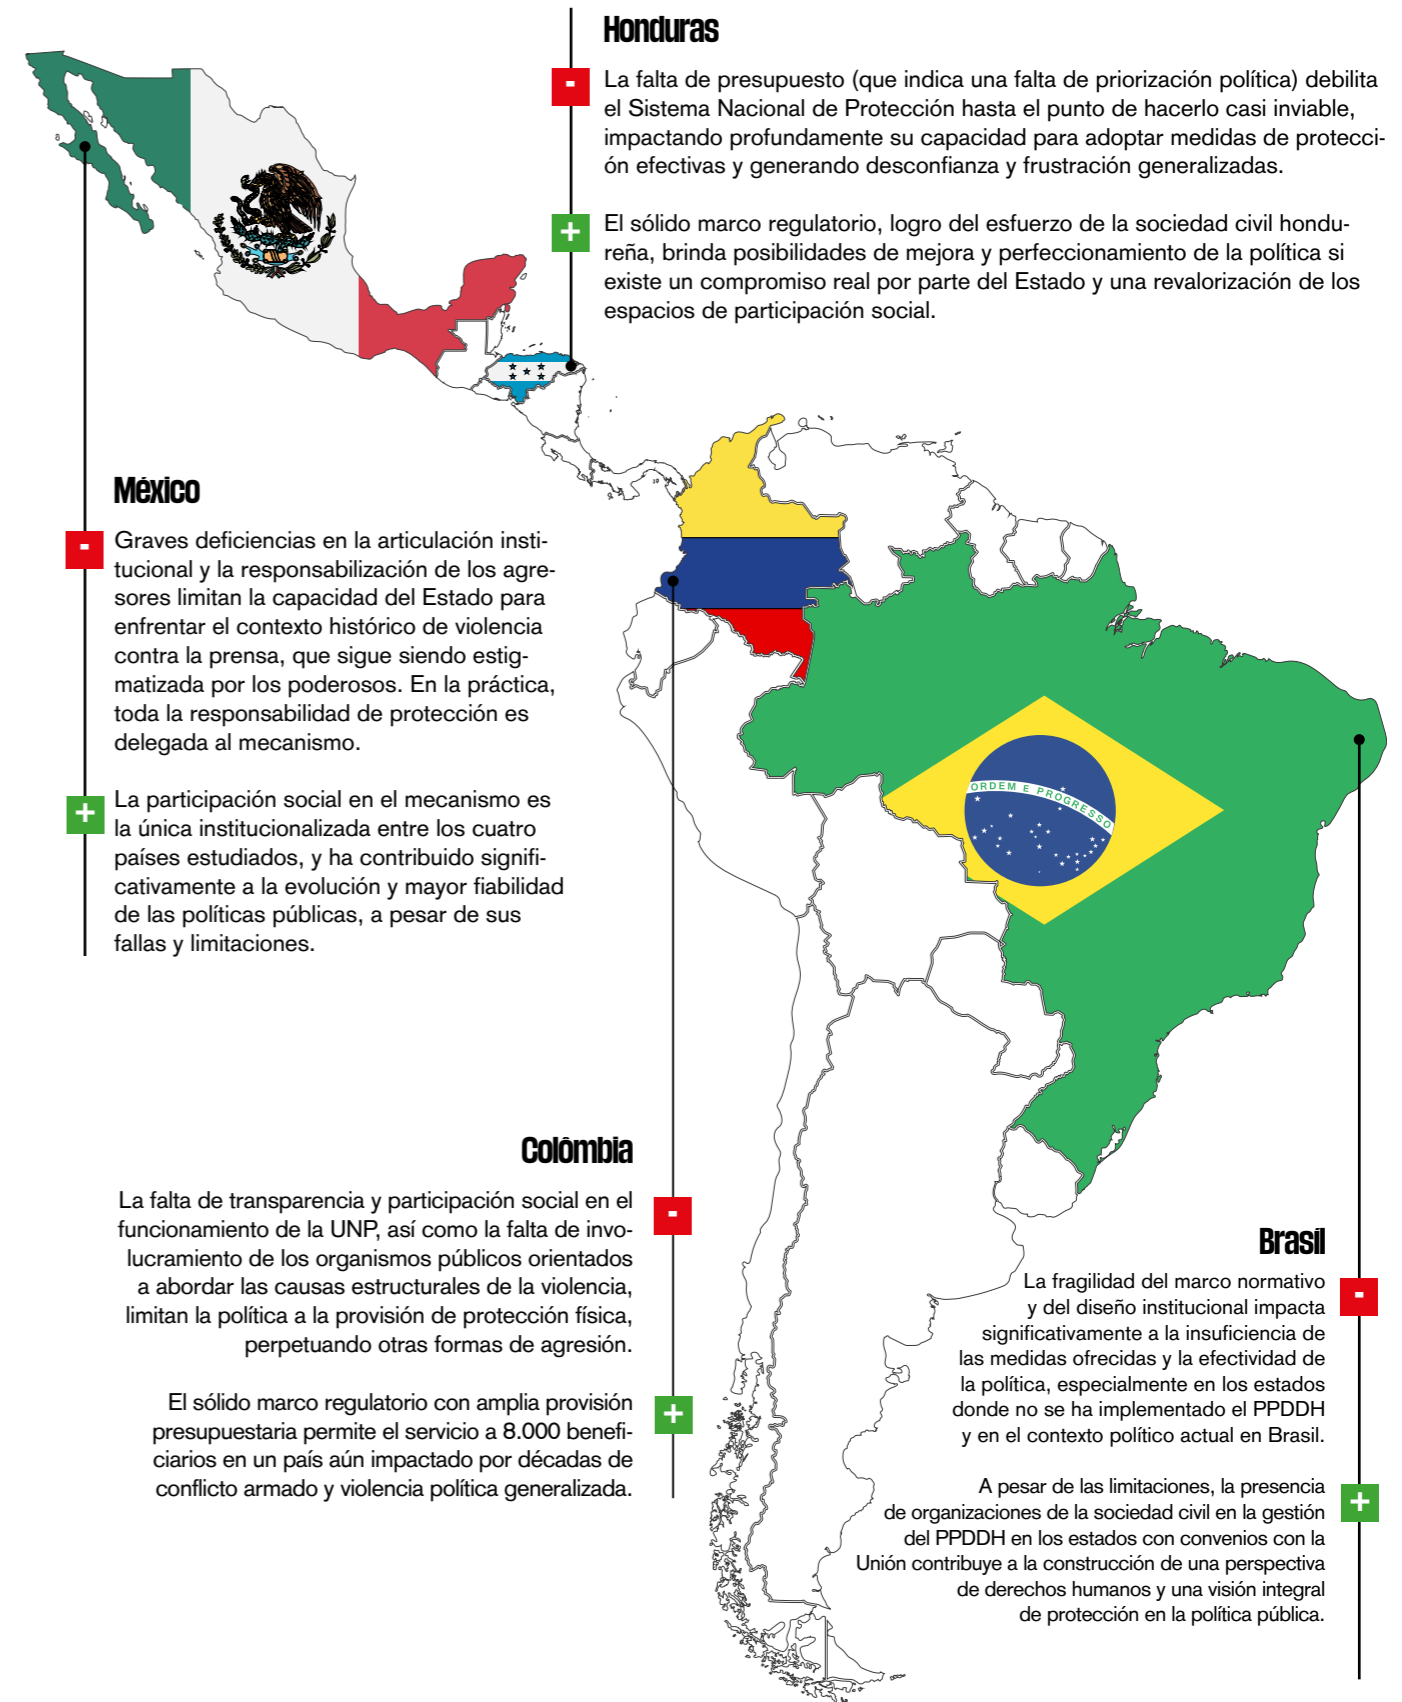 Honduras
-
La falta de presupuesto (que indica una falta de priorización política) debilita
el Sistema Nacional de Protección hasta el punto de hacerlo casi inviable,
impactando profundamente su capacidad para adoptar medidas de protecci-
ón efectivas y generando desconfianza y frustración generalizadas.
+
El sólido marco regulatorio, logro del esfuerzo de la sociedad civil hondu-
reña, brinda posibilidades de mejora y perfeccionamiento de la política si
existe un compromiso real por parte del Estado y una revalorización de los
espacios de participación social.
México
-
Graves deficiencias en la articulación insti-
tucional y la responsabilización de los agre-
sores limitan la capacidad del Estado para
enfrentar el contexto histórico de violencia
contra la prensa, que sigue siendo estig-
matizada por los poderosos. En la práctica,
toda la responsabilidad de protección es
delegada al mecanismo.
+
La participación social en el mecanismo es
la única institucionalizada entre los cuatro
países estudiados, y ha contribuido signifi-
cativamente a la evolución y mayor fiabilidad
de las políticas públicas, a pesar de sus
fallas y limitaciones.
ORDEM E PROGRESSO
Colômbia
-
La falta de transparencia y participación social en el
funcionamiento de la UNP, así como la falta de invo-
lucramiento de los organismos públicos orientados
a abordar las causas estructurales de la violencia,
limitan la política a la provisión de protección física,
perpetuando otras formas de agresión.
+
El sólido marco regulatorio con amplia provisión
presupuestaria permite el servicio a 8.000 benefi-
ciarios en un país aún impactado por décadas de
conflicto armado y violencia política generalizada.
Brasil
-
La fragilidad del marco normativo
y del diseño institucional impacta
significativamente a la insuficiencia de
las medidas ofrecidas y la efectividad de
la política, especialmente en los estados
donde no se ha implementado el PPDDH
y en el contexto político actual en Brasil.
+
A pesar de las limitaciones, la presencia
de organizaciones de la sociedad civil en la gestión
del PPDDH en los estados con convenios con la
Unión contribuye a la construcción de una perspectiva
de derechos humanos y una visión integral
de protección en la política pública.